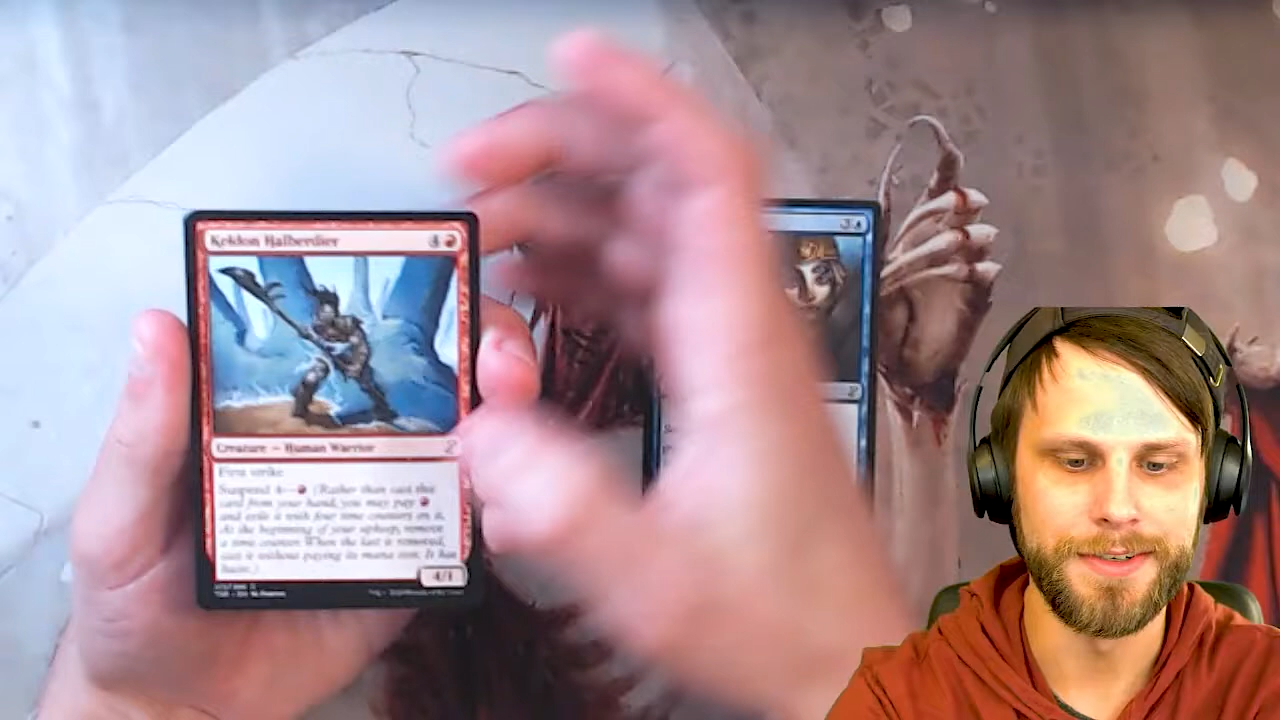 Keldon Halberdier 4
3
Creature — Human Warrior
First strike
Suspend 4— (Rather than cast this
card from your hand, you may pay
and exile it with four time counters on it.
At the beginning of your upkeep, remove
a time counter. When the last is removed,
cast it without paying its mana cost. It has
haste.)
4/1